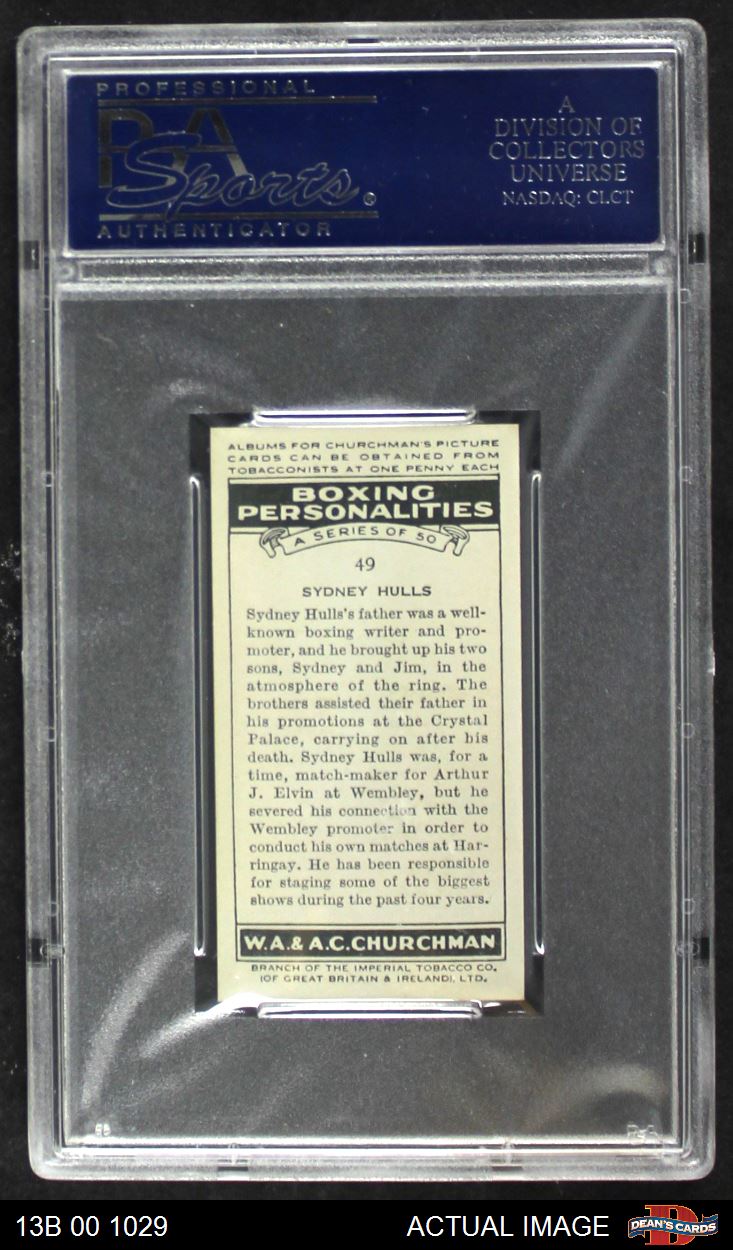 PROFESSIONAL
PSA
Sports®
AUTHENTICATOR
A
DIVISION OF
COLLECTORS
UNIVERSE
NASDAQ: CLCT
ALBUMS FOR CHURCHMAN'S PICTURE
CARDS CAN BE OBTAINED FROM
TOBACCONISTS AT ONE PENNY EACH
BOXING
PERSONALITIES
A SERIES OF 50
49
SYDNEY HULLS
Sydney Hulls's father was a well-
known boxing writer and pro-
moter, and he brought up his two
sons, Sydney and Jim, in the
atmosphere of the ring. The
brothers assisted their father in
his promotions at the Crystal
Palace, carrying on after his
death. Sydney Hulls was, for a
time, match-maker for Arthur
J. Elvin at Wembley, but he
severed his connection with the
Wembley promoter in order to
conduct his own matches at Har-
ringay. He has been responsible
for staging some of the biggest
shows during the past four years.
W.A.& A.C.CHURCHMAN
BRANCH OF THE IMPERIAL TOBACCO CO.
(OF GREAT BRITAIN & IRELAND), LTD.
13B 00 1029
ACTUAL IMAGE
DEAN'S CARDS